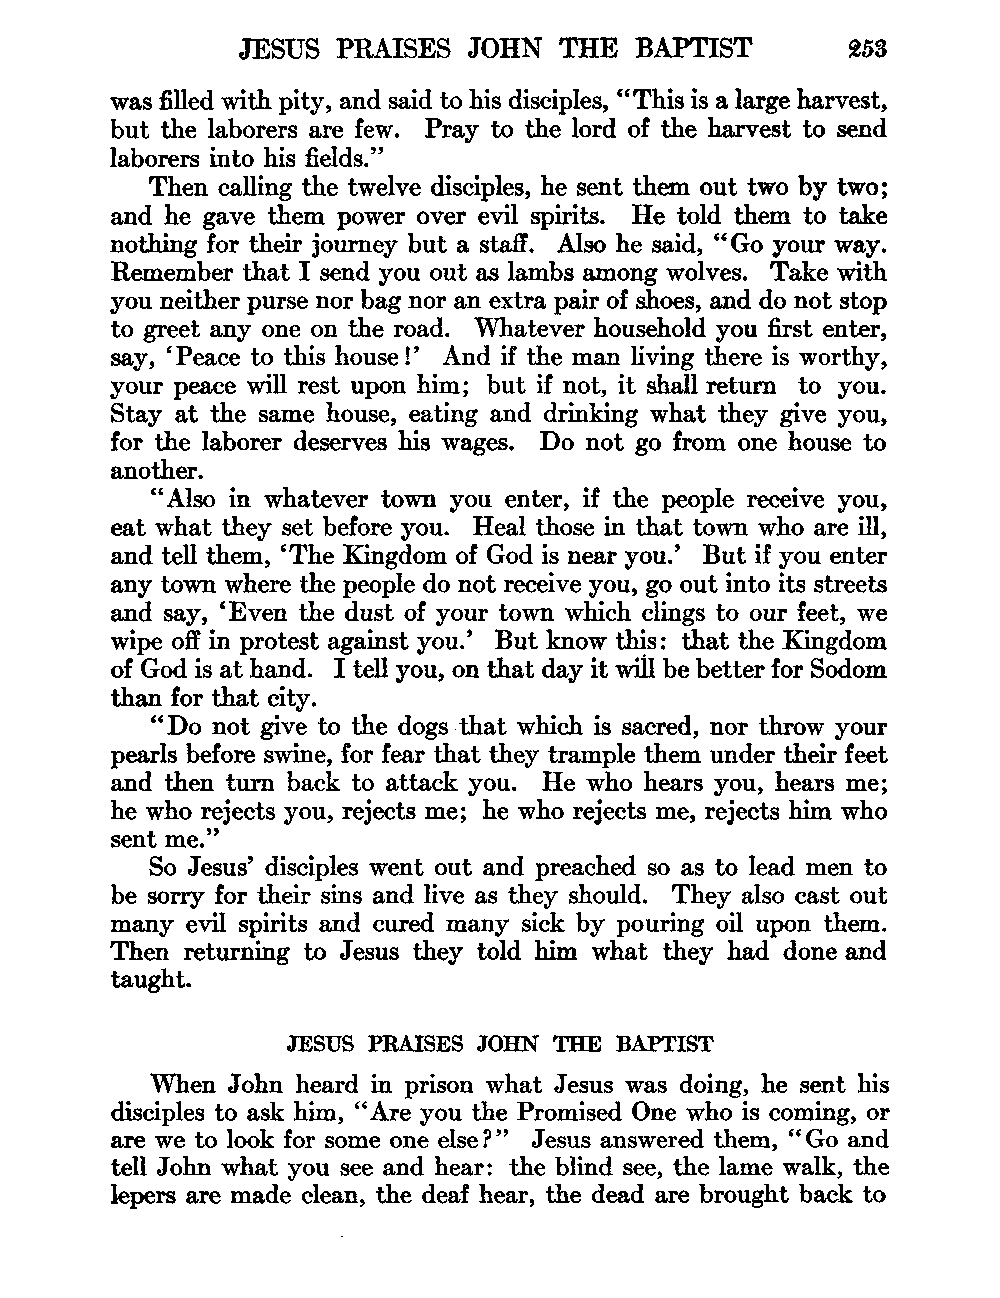 JESUS PRAISES JOHN THE BAPTIST 253
was filled with pity, and said to his disciples, “This is a large harvest,
but the laborers are few. Pray to the lord of the harvest to send
laborers into his fields.”
Then calling the twelve disciples, he sent them out two by two;
and he gave them power over evil spirits. He told them to take
nothing for their journey but a staff. Also he said, “Go your way.
Remember that I send you out as lambs among wolves. Take with
you neither purse nor bag nor an extra pair of shoes, and do not stop
to greet any one on the road. Whatever household you first enter,
say, ‘Peace to this house!’ And if the man living there is worthy,
your peace will rest upon him; but if not, it shall return to you.
Stay at the same house, eating and drinking what they give you,
for the laborer deserves his wages. Do not go from one house to
another.
“Also in whatever town you enter, if the people receive you,
eat what they set before you. Heal those in that town who are ill,
and tell them, ‘The Kingdom of God is near you.’ But if you enter
any town where the people do not receive you, go out into its streets
and say, ‘Even the dust of your town which clings to our feet, we
wipe off in protest against you.’ But know this: that the Kingdom
of God is at hand. I tell you, on that day it will be better for Sodom
than for that city.
“Do not give to the dogs that which is sacred, nor throw your
pearls before swine, for fear that they trample them under their feet
and then turn back to attack you. He who hears you, hears me;
he who rejects you, rejects me; he who rejects me, rejects him who
sent me.”
So Jesus’ disciples went out and preached so as to lead men to
be sorry for their sins and live as they should. They also cast out
many evil spirits and cured many sick by pouring oil upon them.
Then returning to Jesus they told him what they had done and
taught.
JESUS PRAISES JOHN THE BAPTIST
When John heard in prison what Jesus was doing, he sent his
disciples to ask him, “Are you the Promised One who is coming, or
are we to look for some one else?” Jesus answered them, “Go and
tell John what you see and hear: the blind see, the lame walk, the
lepers are made clean, the deaf hear, the dead are brought back to